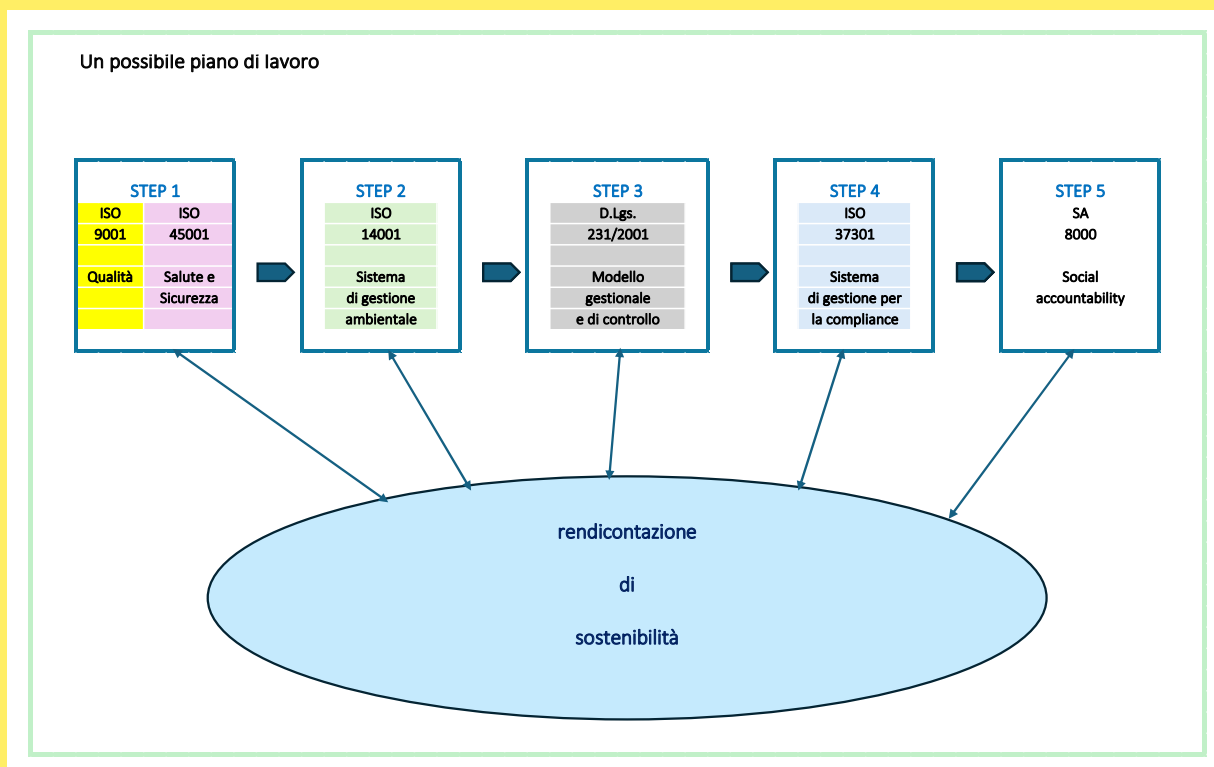 Un possibile piano di lavoro
STEP 1
ISO
9001
Qualità
ISO
45001
Salute e
Sicurezza
STEP 2
ISO
14001
Sistema
di gestione
ambientale
STEP 3
D.Lgs.
231/2001
Modello
gestionale
e di controllo
STEP 4
ISO
37301
Sistema
di gestione per
la compliance
STEP 5
SA
8000
Social
accountability
rendicontazione
di
sostenibilità